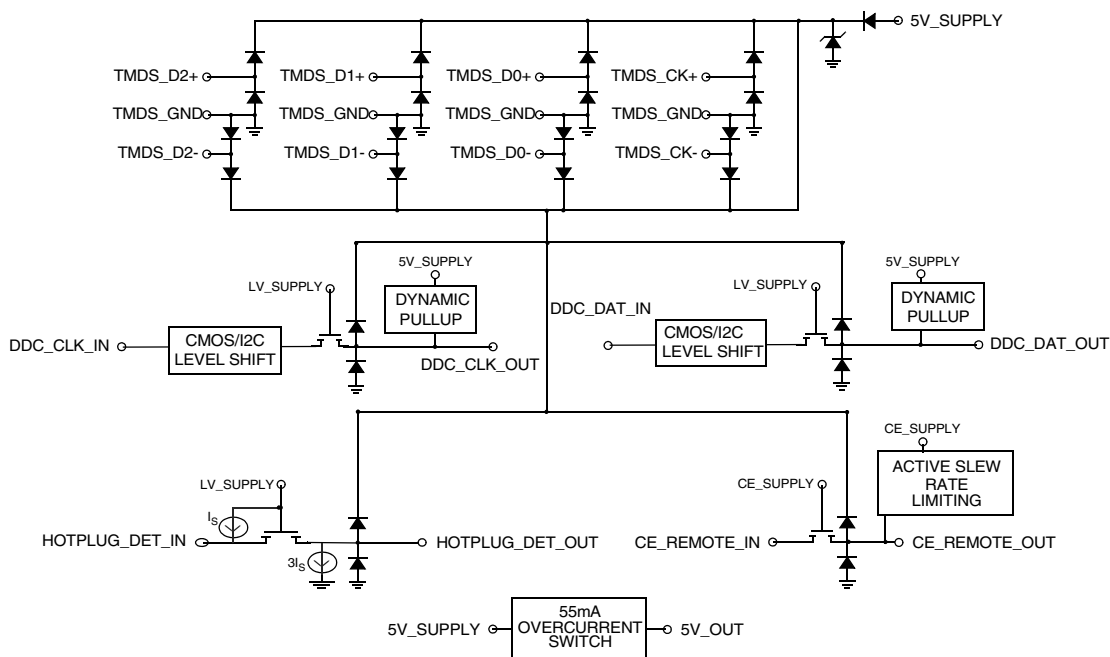 5V_SUPPLY
TMDS_D2+
TMDS_D1+
TMDS_D0+
TMDS_CK+
TMDS_GND
TMDS_GND
TMDS_GND
TMDS_GND
TMDS_D2-
TMDS_D1-
TMDS_D0-
TMDS_CK-
5V_SUPPLY
LV_SUPPLY
DYNAMIC
PULLUP
DDC_CLK_IN
CMOS/I2C
LEVEL SHIFT
DDC_CLK_OUT
5V_SUPPLY
LV_SUPPLY
DYNAMIC
PULLUP
DDC_DAT_IN
CMOS/I2C
LEVEL SHIFT
DDC_DAT_OUT
LV_SUPPLY
IS
HOTPLUG_DET_IN
3IS
HOTPLUG_DET_OUT
CE_SUPPLY
CE_SUPPLY
ACTIVE SLEW
RATE
LIMITING
CE_REMOTE_IN
CE_REMOTE_OUT
5V_SUPPLY
55mA
OVERCURRENT
SWITCH
5V_OUT